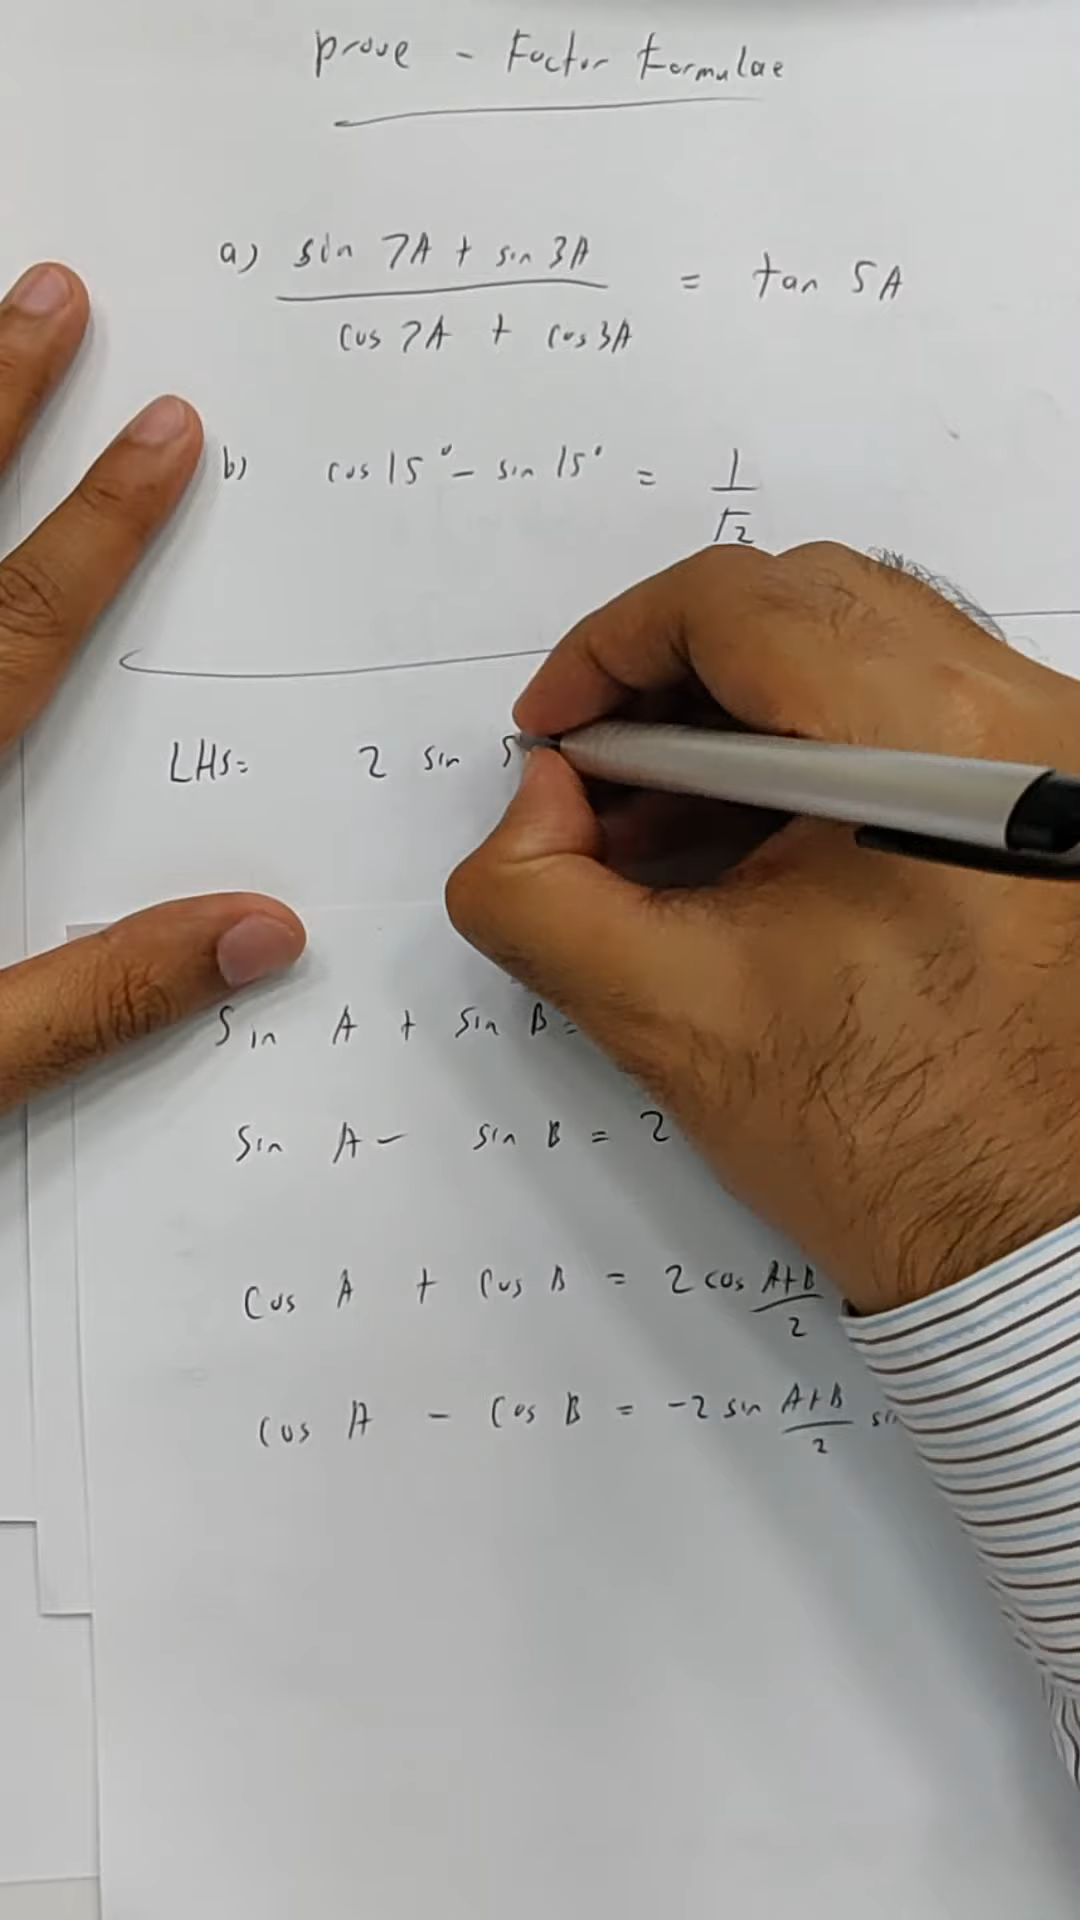 Prove - Factor Formulae
a) sin 7A + sin 3A
cos 7A + cos 3A
= tan 5A
b) cos 15° - sin 15° = 1/√2
LHS= 2 sin 5
Sin A + sin B =
Sin A - sin B = 2
Cos A + cos B = 2 cos A+B/2
Cos A - cos B = -2 sin A+B/2